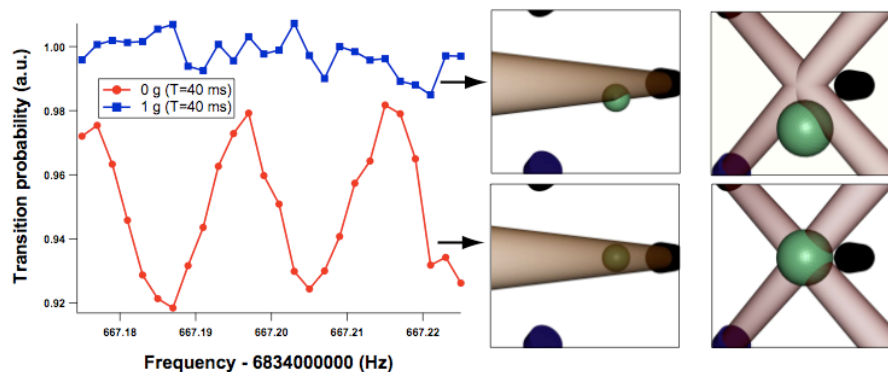 Transition probability (a.u.)
1.00
0.98
0.96
0.94
0.92
0 g (T=40 ms)
1 g (T=40 ms)
667.18
667.19
667.20
667.21
667.22
Frequency - 6834000000 (Hz)